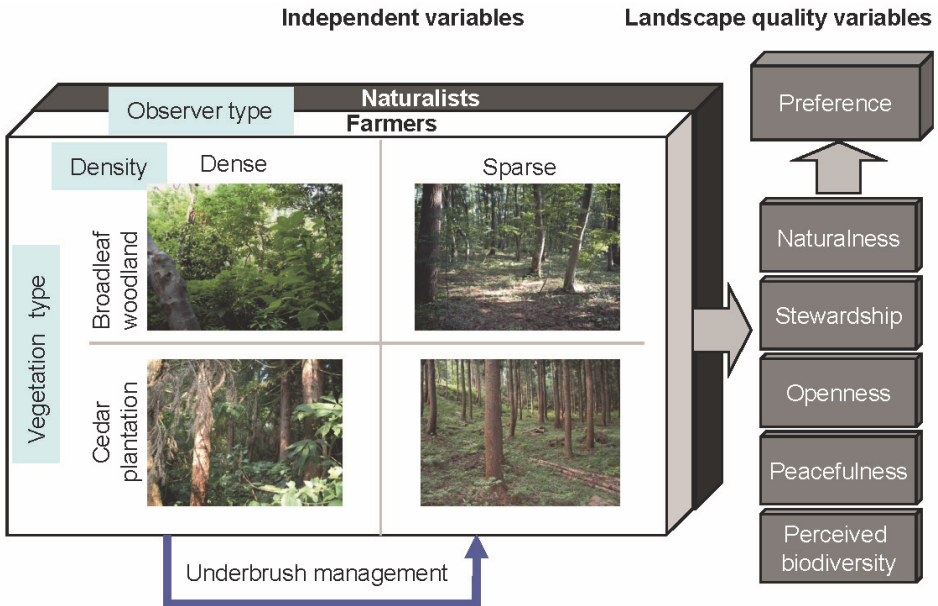 Independent variables
Landscape quality variables
Naturalists
Observer type
Farmers
Density
Dense
Sparse
Vegetation type
Broadleaf
woodland
Cedar
plantation
Underbrush management
Preference
Naturalness
Stewardship
Openness
Peacefulness
Perceived
biodiversity